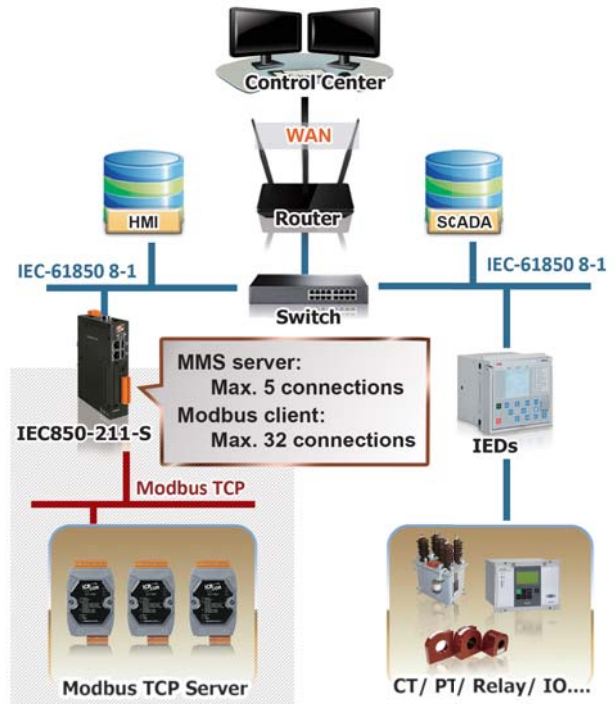 Control Center
WAN
Router
HMI
SCADA
IEC-61850 8-1
IEC-61850 8-1
Switch
MMS server:
Max. 5 connections
Modbus client:
Max. 32 connections
IEC850-211-S
IEDs
Modbus TCP
Modbus TCP Server
CT/ PT/ Relay/ IO....